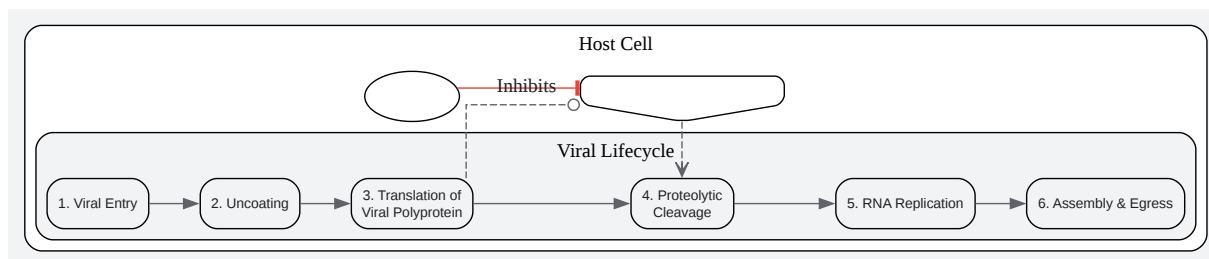 Host Cell
Inhibits
Viral Lifecycle
1. Viral Entry
2. Uncoating
3. Translation of
Viral Polyprotein
4. Proteolytic
Cleavage
5. RNA Replication
6. Assembly & Egress